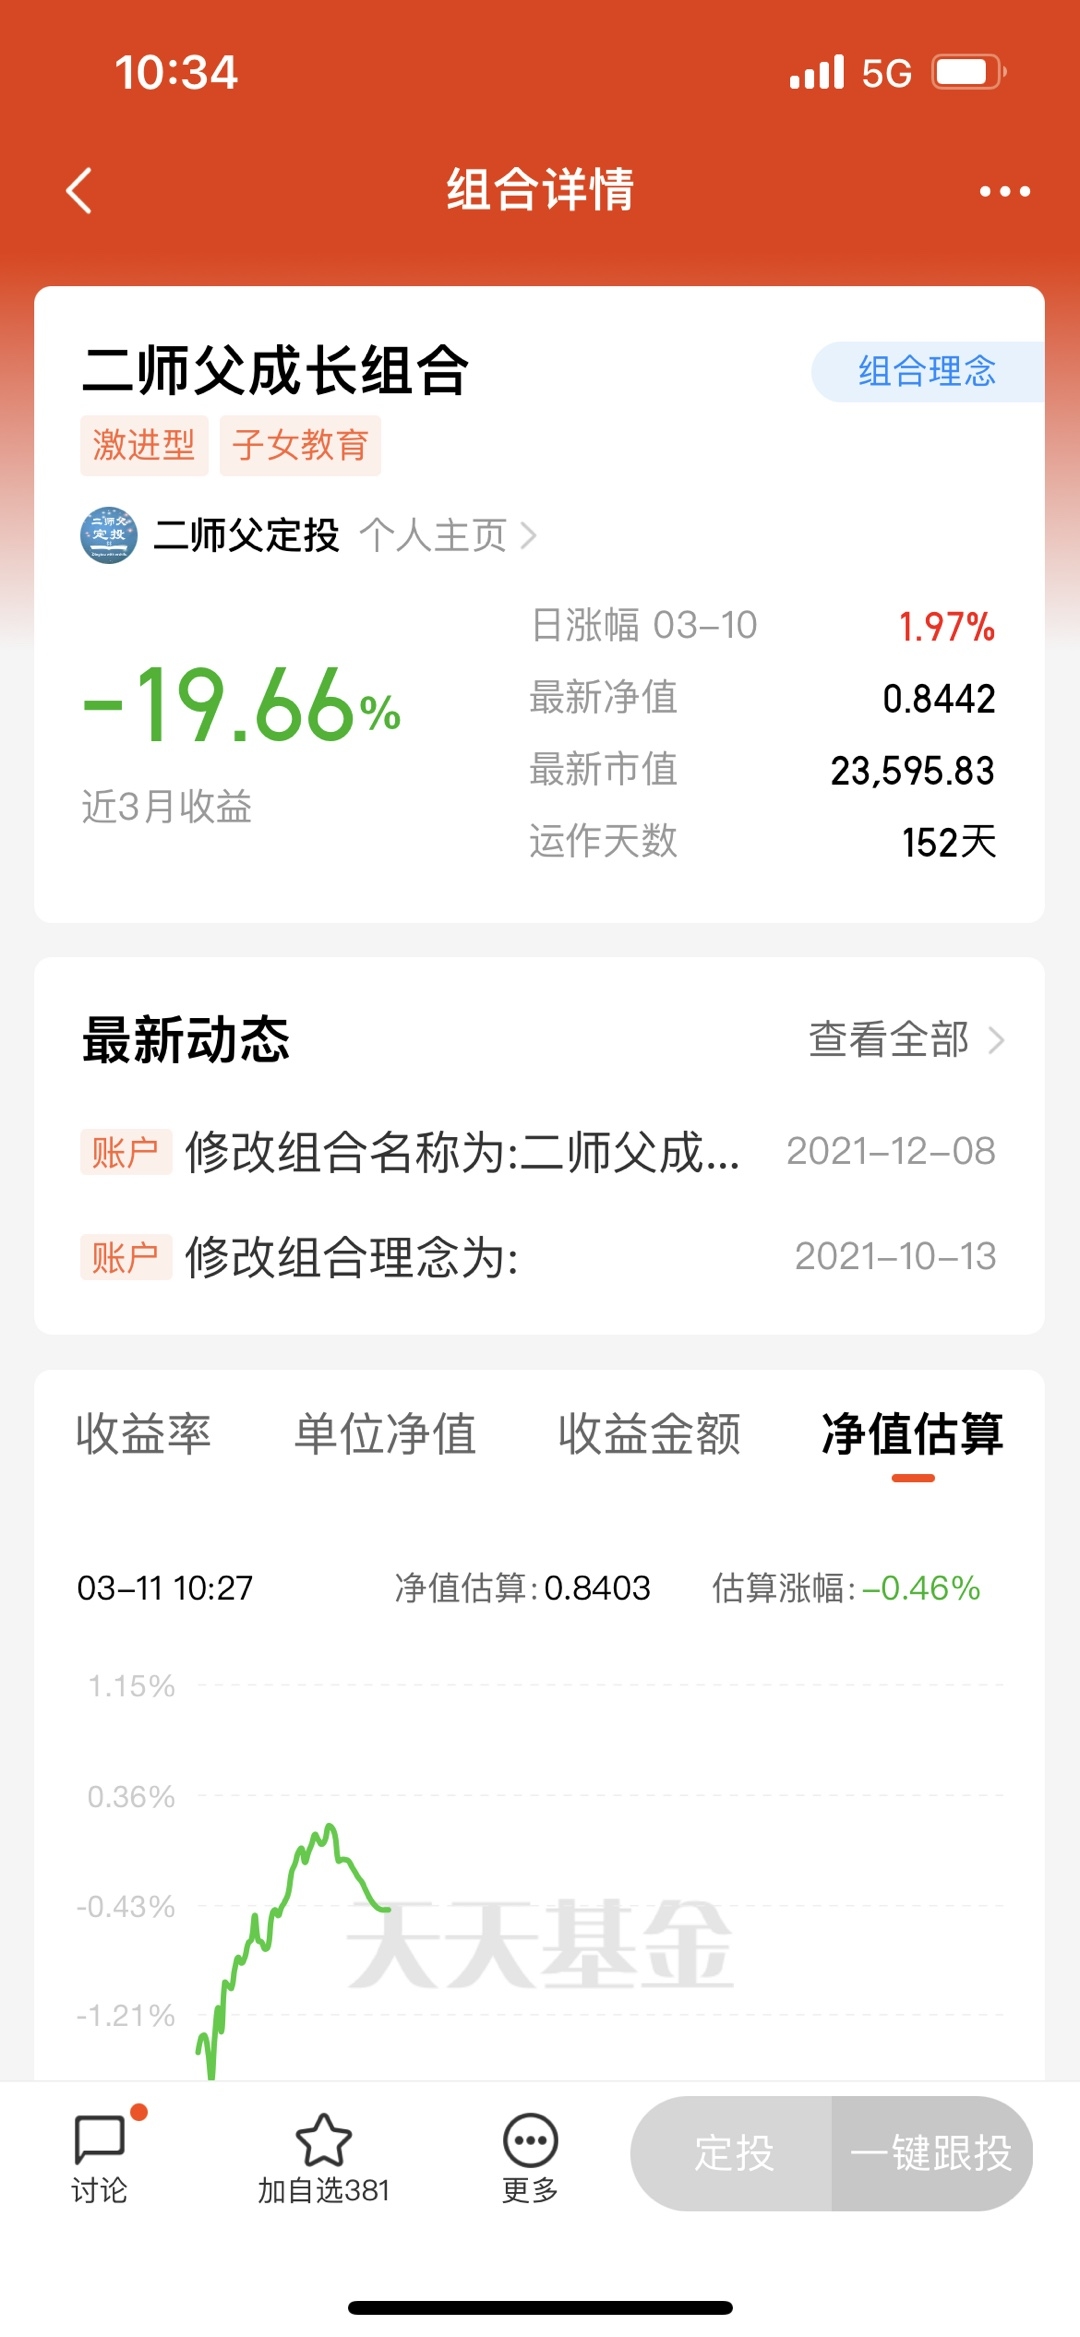 10:34
5G
组合详情
二师父成长组合
组合理念
激进型 子女教育
二师父定投 个人主页
日涨幅 03-10 1.97%
-19.66%
最新净值 0.8442
最新市值 23,595.83
近3月收益
运作天数 152天
最新动态 查看全部
账户 修改组合名称为:二师父成... 2021-12-08
账户 修改组合理念为: 2021-10-13
收益率 单位净值 收益金额 净值估算
03-11 10:27 净值估算:0.8403 估算涨幅:-0.46%
1.15%
0.36%
-0.43%
天天基金
-1.21%
讨论 加自选381 更多 定投 一键跟投